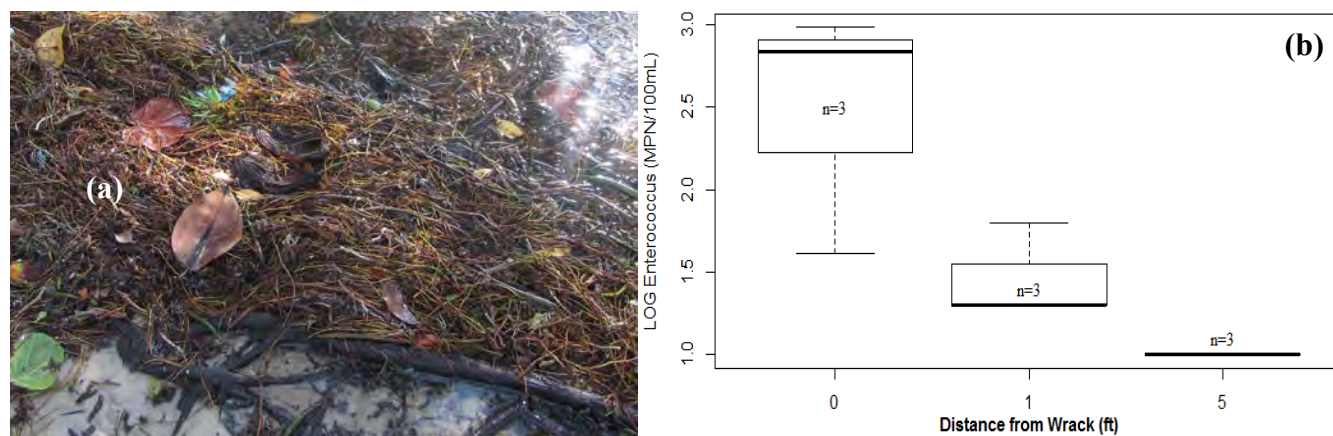 (a)
(b)
LOG Enterococcus (MPN/100mL)
3.0
2.5
2.0
1.5
1.0
n=3
n=3
n=3
0 1 5
Distance from Wrack (ft)